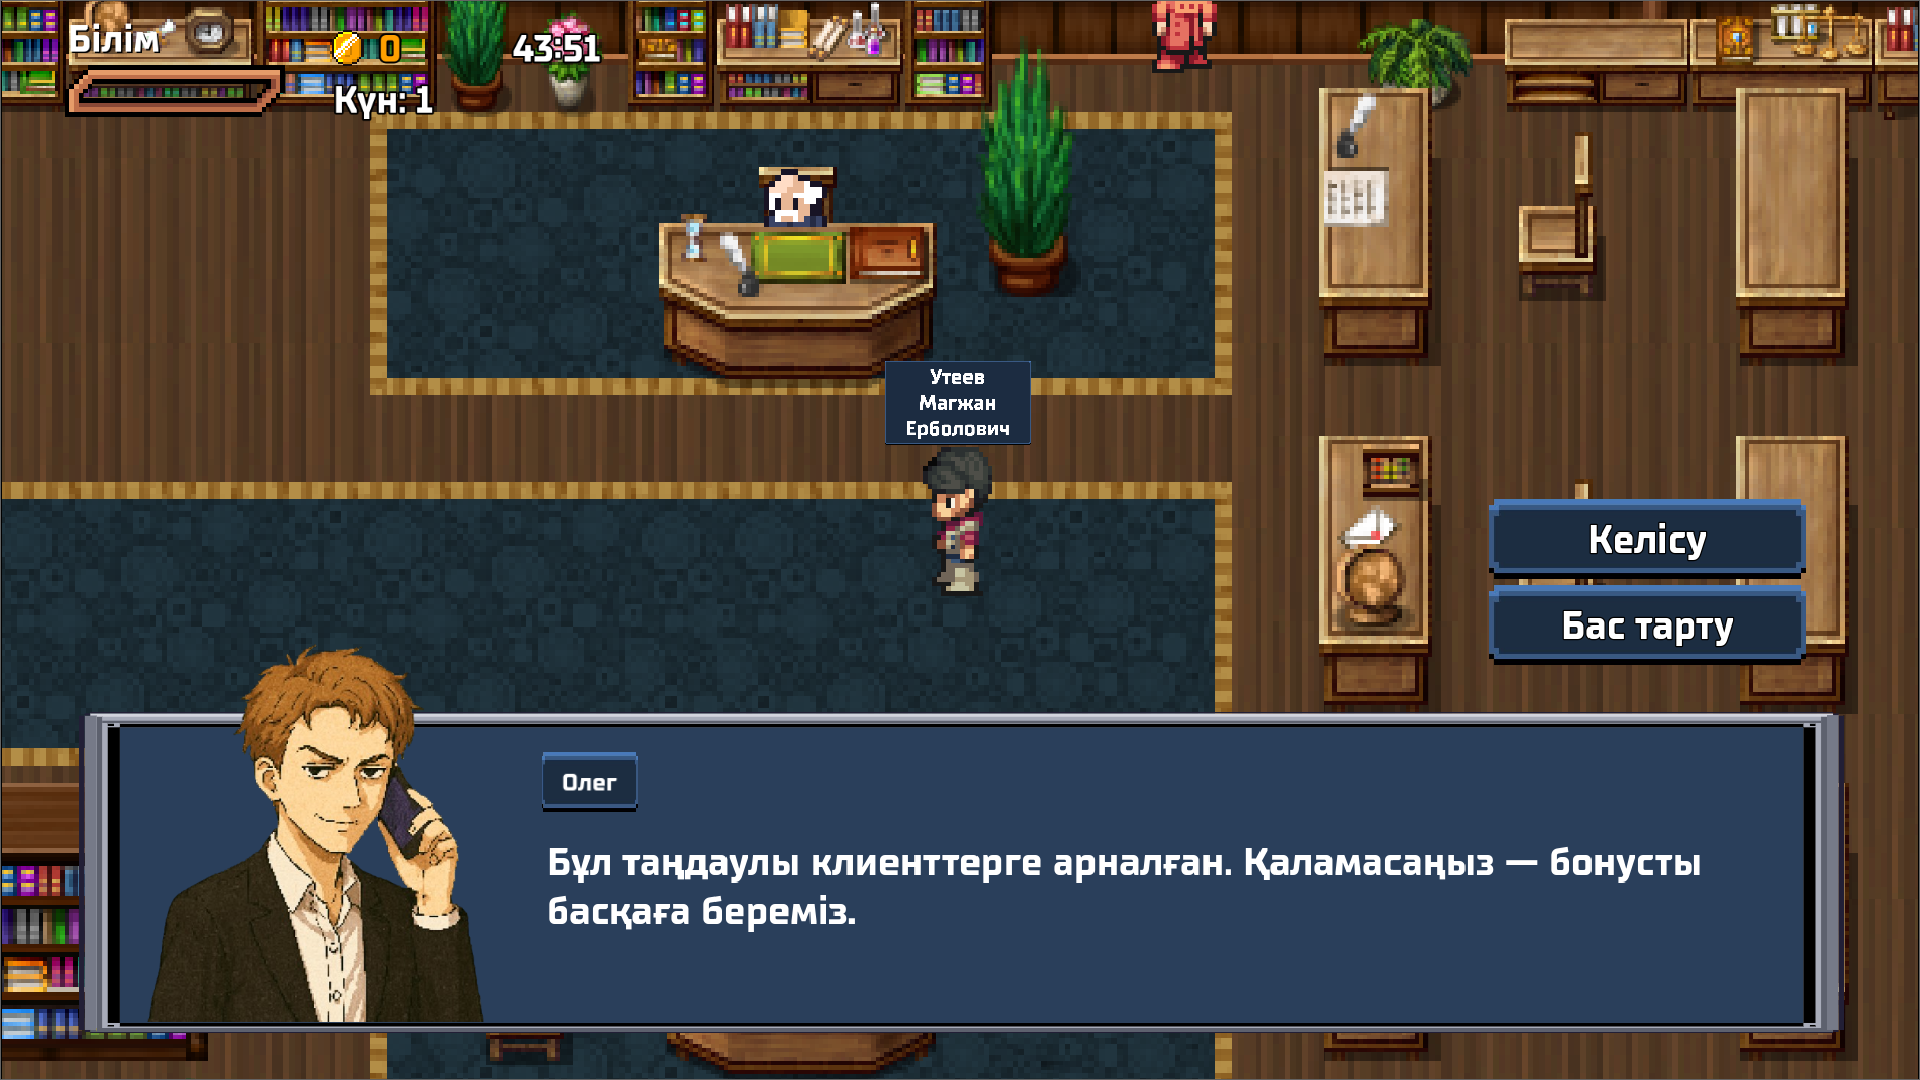 Білім
0
43:51
Күн: 1
Утеев
Магжан
Ерболович
Келісу
Бас тарту
Олег
Бұл таңдаулы клиенттерге арналған. Қаламасаңыз — бонусты
басқаға береміз.